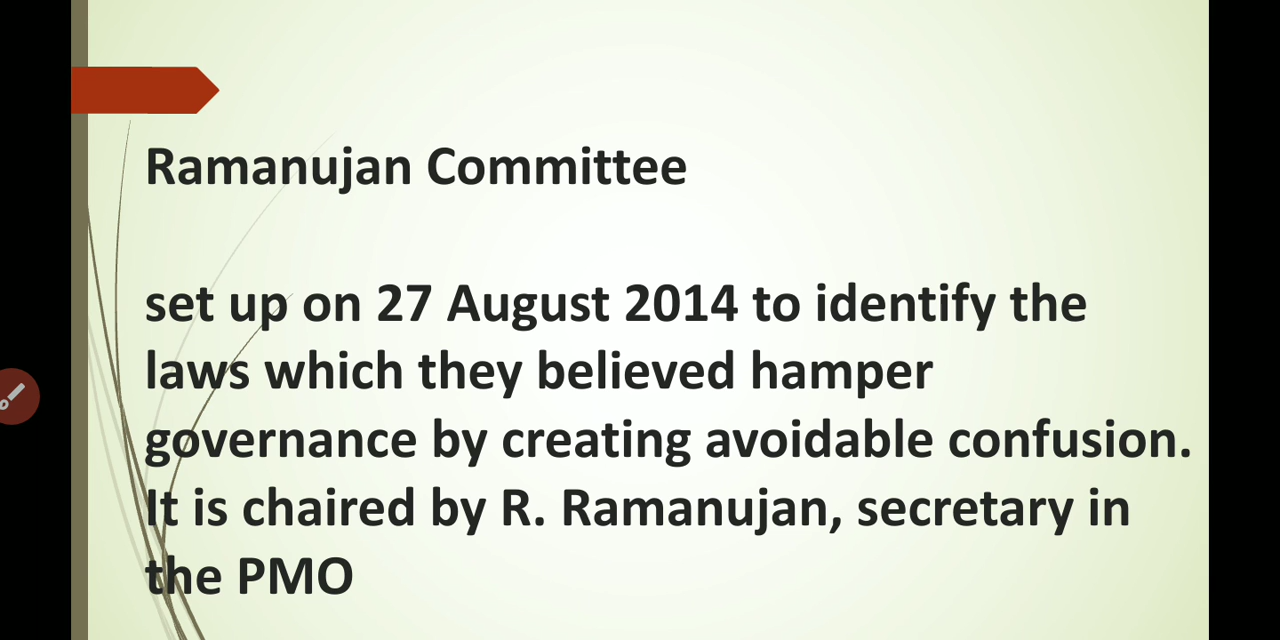 Ramanujan Committee
set up on 27 August 2014 to identify the
laws which they believed hamper
governance by creating avoidable confusion.
It is chaired by R. Ramanujan, secretary in
the PMO